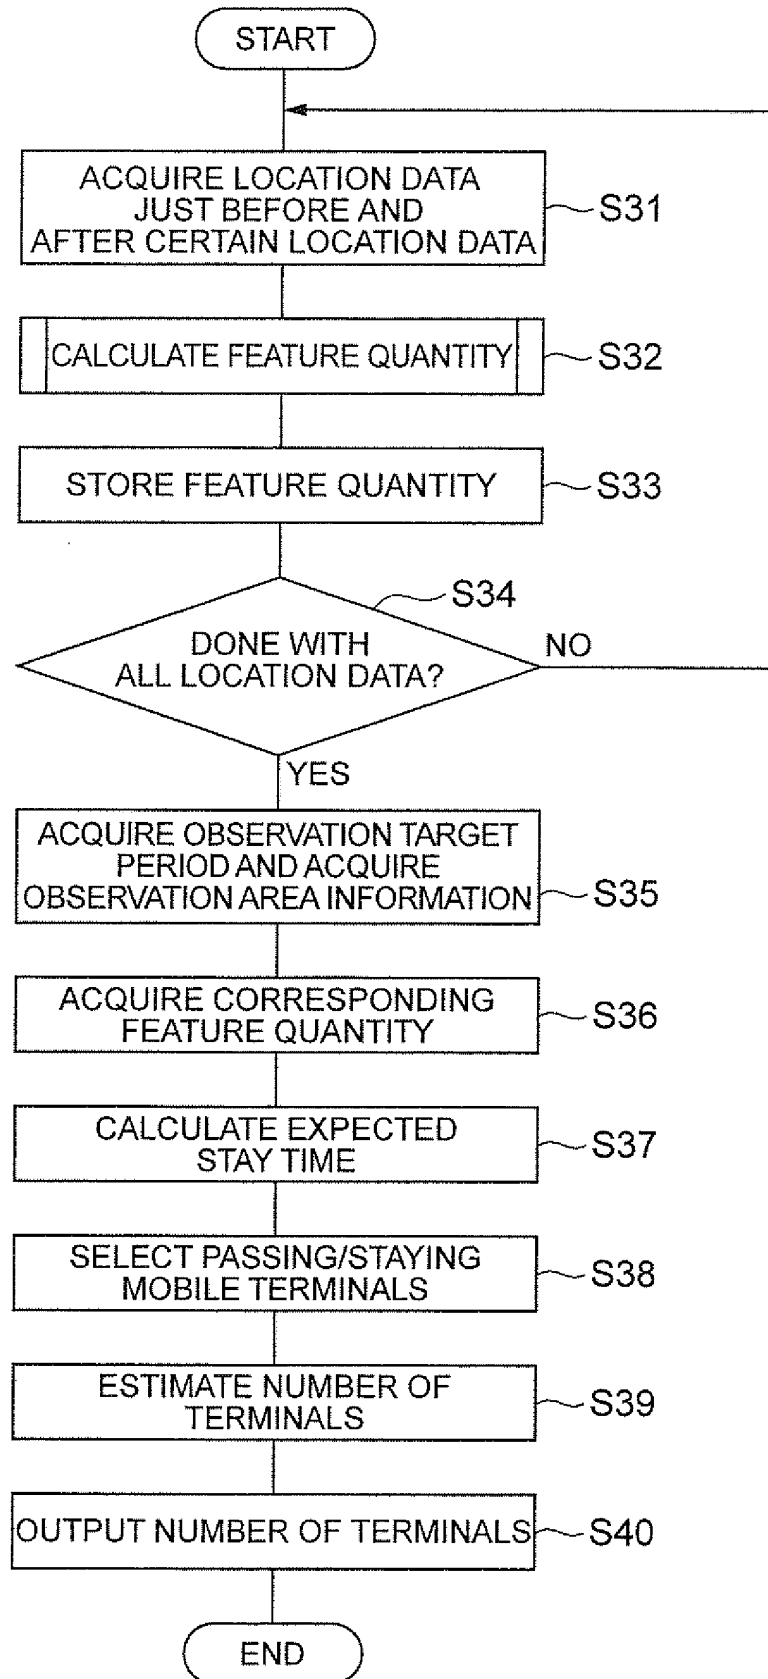 START
ACQUIRE LOCATION DATA
JUST BEFORE AND
AFTER CERTAIN LOCATION DATA
S31
CALCULATE FEATURE QUANTITY
S32
STORE FEATURE QUANTITY
S33
S34
DONE WITH
ALL LOCATION DATA?
NO
YES
ACQUIRE OBSERVATION TARGET
PERIOD AND ACQUIRE
OBSERVATION AREA INFORMATION
S35
ACQUIRE CORRESPONDING
FEATURE QUANTITY
S36
CALCULATE EXPECTED
STAY TIME
S37
SELECT PASSING/STAYING
MOBILE TERMINALS
S38
ESTIMATE NUMBER OF
TERMINALS
S39
OUTPUT NUMBER OF TERMINALS
S40
END